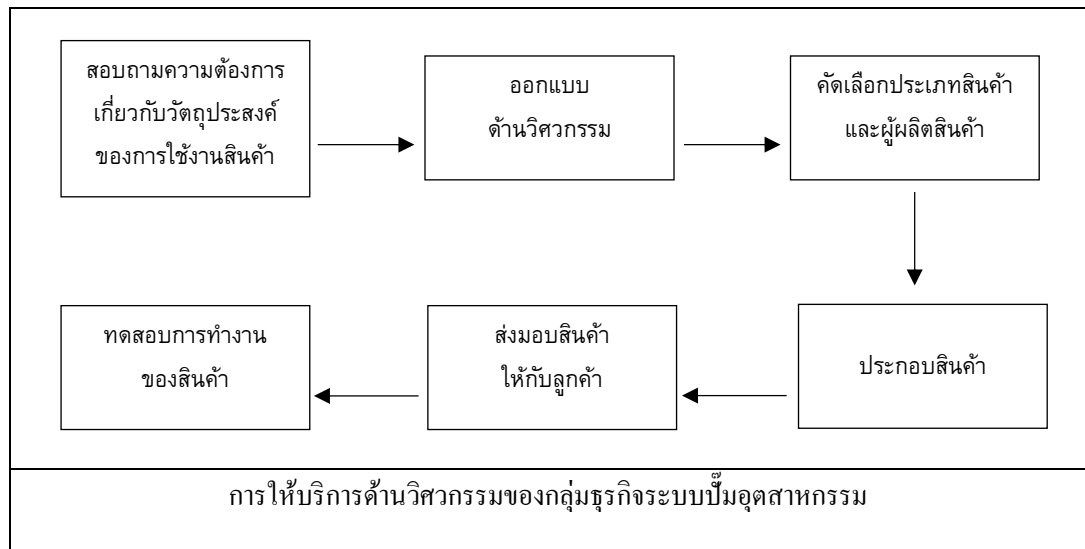 สอบถามความต้องการ
เกี่ยวกับวัตถุประสงค์
ของการใช้งานสินค้า
ออกแบบ
ด้านวิศวกรรม
คัดเลือกประเภทสินค้า
และผู้ผลิตสินค้า
ประกอบสินค้า
ส่งมอบสินค้า
ให้กับลูกค้า
ทดสอบการทำงาน
ของสินค้า
การให้บริการด้านวิศวกรรมของกลุ่มธุรกิจระบบปั๊มอุตสาหกรรม